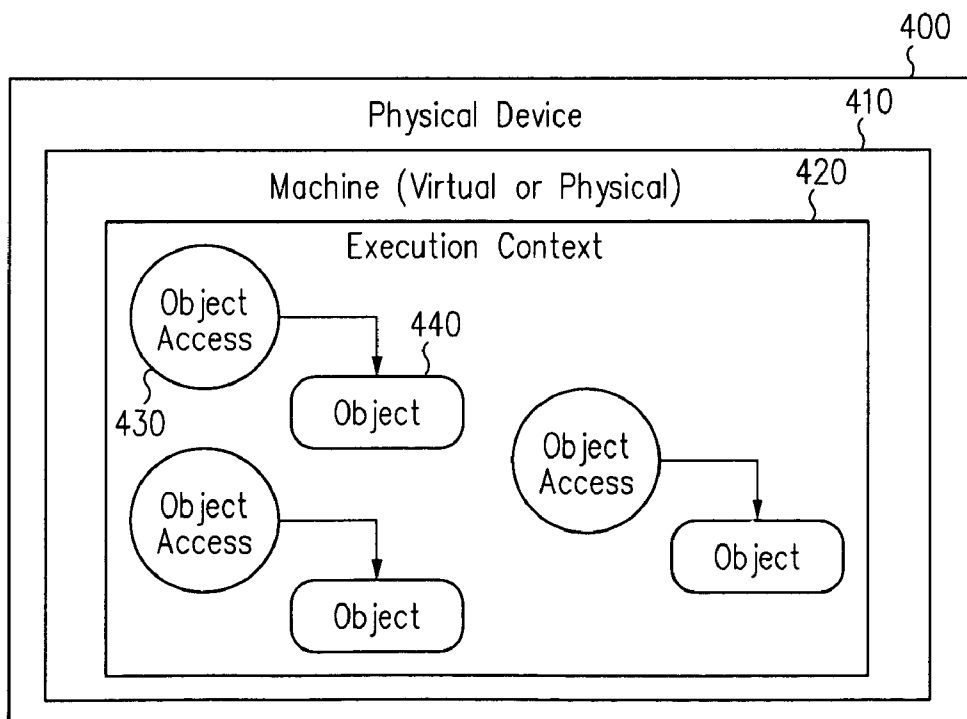 400
Physical Device
410
Machine (Virtual or Physical)
420
Execution Context
Object
Access
430
440
Object
Object
Access
Object
Object
Access
Object